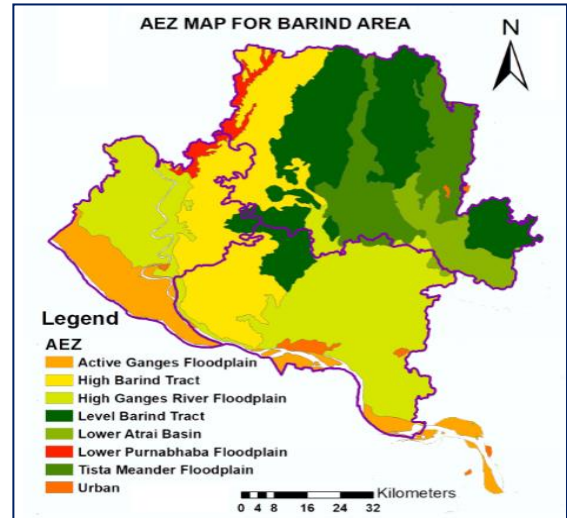 AEZ MAP FOR BARIND AREA
N
Legend
AEZ
Active Ganges Floodplain
High Barind Tract
High Ganges River Floodplain
Level Barind Tract
Lower Atrai Basin
Lower Purnabhaba Floodplain
Tista Meander Floodplain
Urban
Kilometers
0 4 8 16 24 32